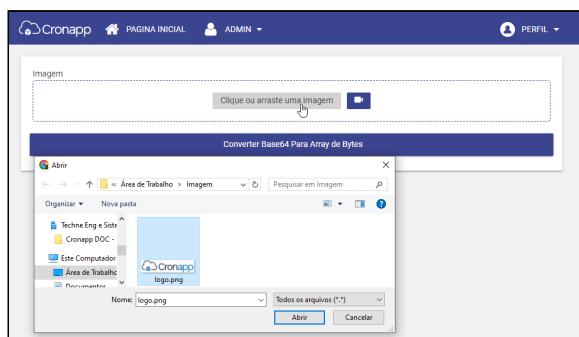 Cronapp PAGINA INICIAL ADMIN PERFIL
Imagem
Clique ou arraste uma imagem
Converter Base64 Para Array de Bytes
Abrir
« Área de Trabalho › Imagem Pesquisar em Imagem
Organizar Nova pasta
Techne Eng e Siste
Cronapp DOC -
Este Computador
Área de Trabalho
Documentos
Cronapp
logo.png
Nome: logo.png Todos os arquivos (*.*)
Abrir Cancelar